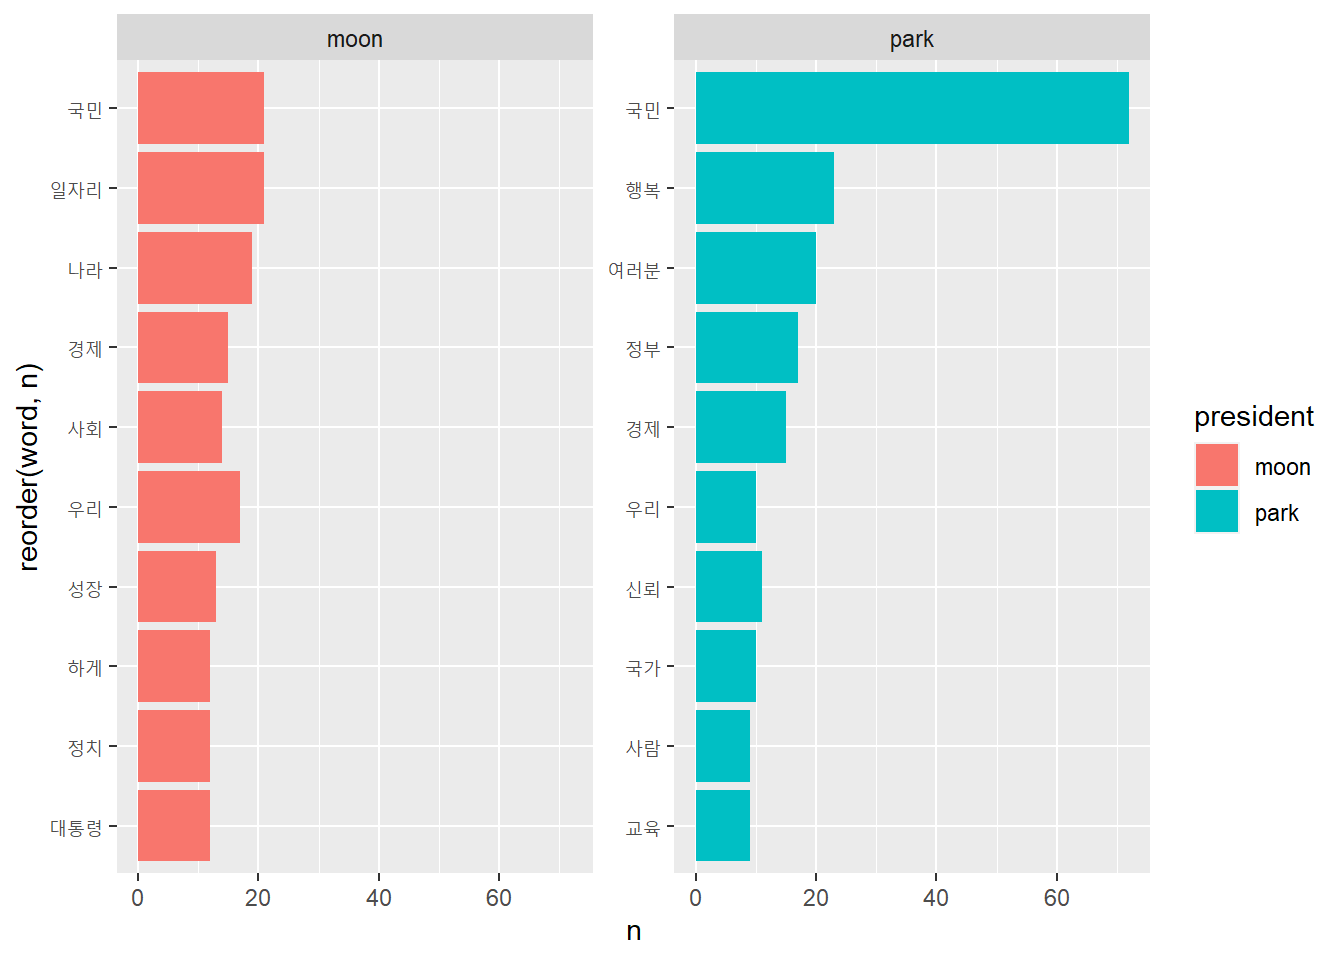 moon
park
reorder(word, n)
국민
일자리
나라
경제
사회
우리
성장
하게
정치
대통령
국민
행복
여러분
정부
경제
우리
신뢰
국가
사람
교육
0 20 40 60
0 20 40 60
n
president
moon
park